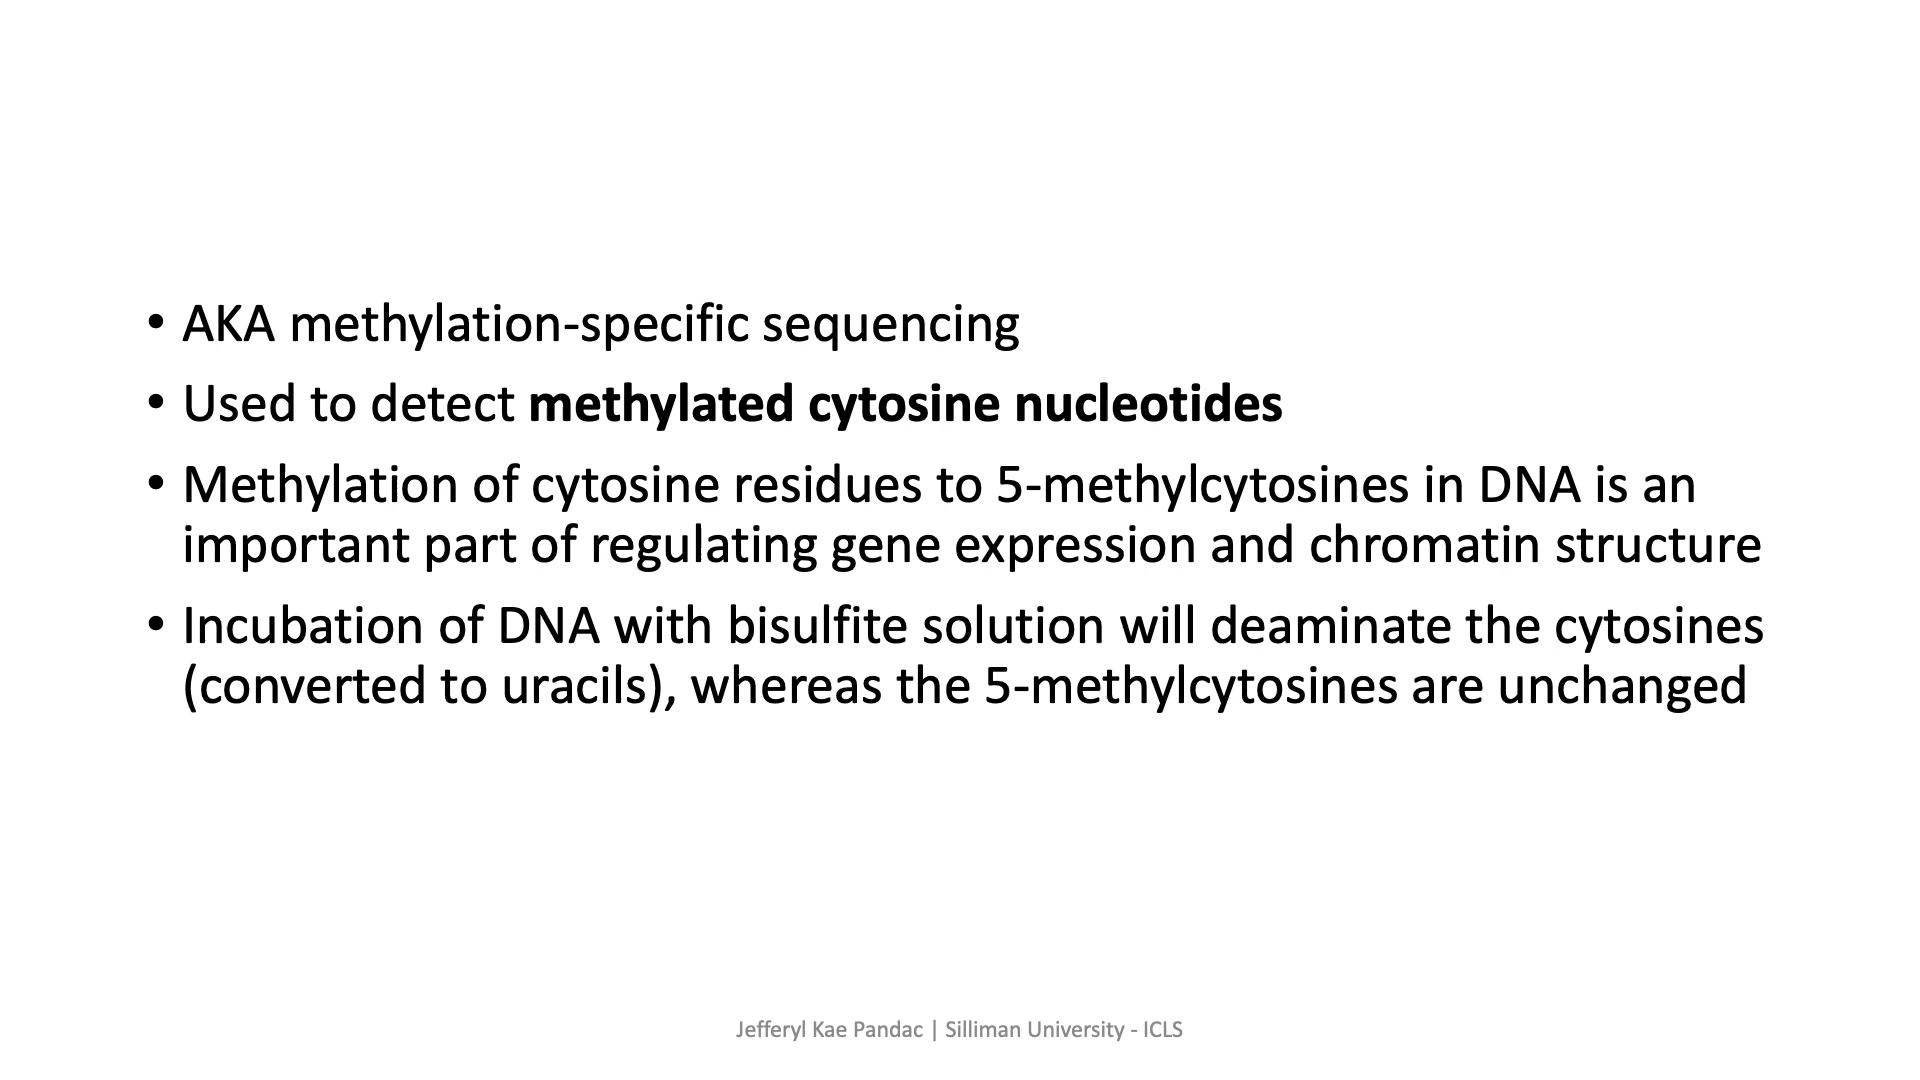 • AKA methylation-specific sequencing
• Used to detect methylated cytosine nucleotides
• Methylation of cytosine residues to 5-methylcytosines in DNA is an
important part of regulating gene expression and chromatin structure
• Incubation of DNA with bisulfite solution will deaminate the cytosines
(converted to uracils), whereas the 5-methylcytosines are unchanged
Jefferyl Kae Pandac | Silliman University - ICLS